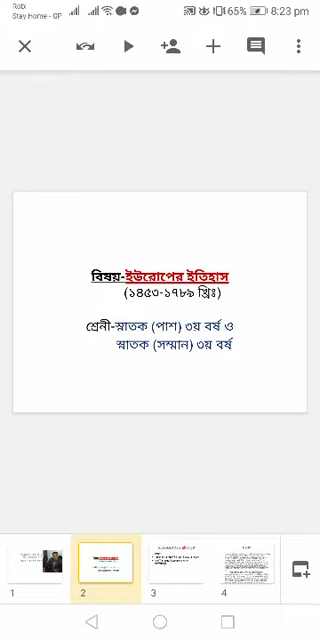 Robi
Stay Home - GP
65%
8:23 pm
বিষয়-ইউরোপের ইতিহাস
(১৪৫৩-১৭৮৯ খ্রিঃ)
শ্রেনী-স্নাতক (পাশ) ৩য় বর্ষ ও
স্নাতক (সম্মান) ৩য় বর্ষ
1
2
3
4